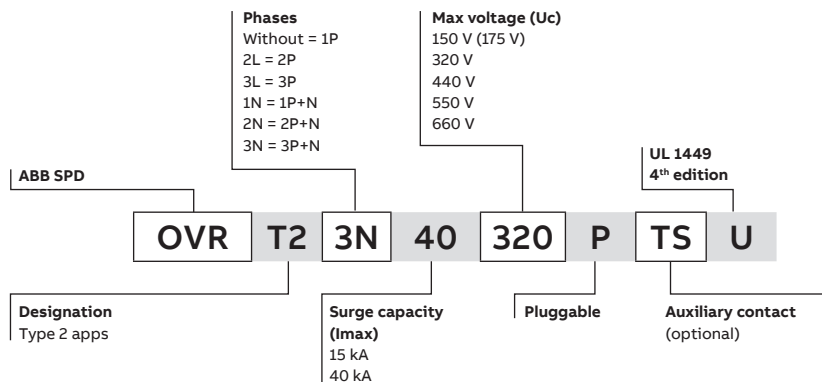 Phases
Without = 1P
2L = 2P
3L = 3P
1N = 1P+N
2N = 2P+N
3N = 3P+N
Max voltage (Uc)
150 V (175 V)
320 V
440 V
550 V
660 V
ABB SPD
UL 1449
4th edition
OVR T2 3N 40 320 P TS U
Designation
Type 2 apps
Surge capacity
(Imax)
15 kA
40 kA
Pluggable
Auxiliary contact
(optional)